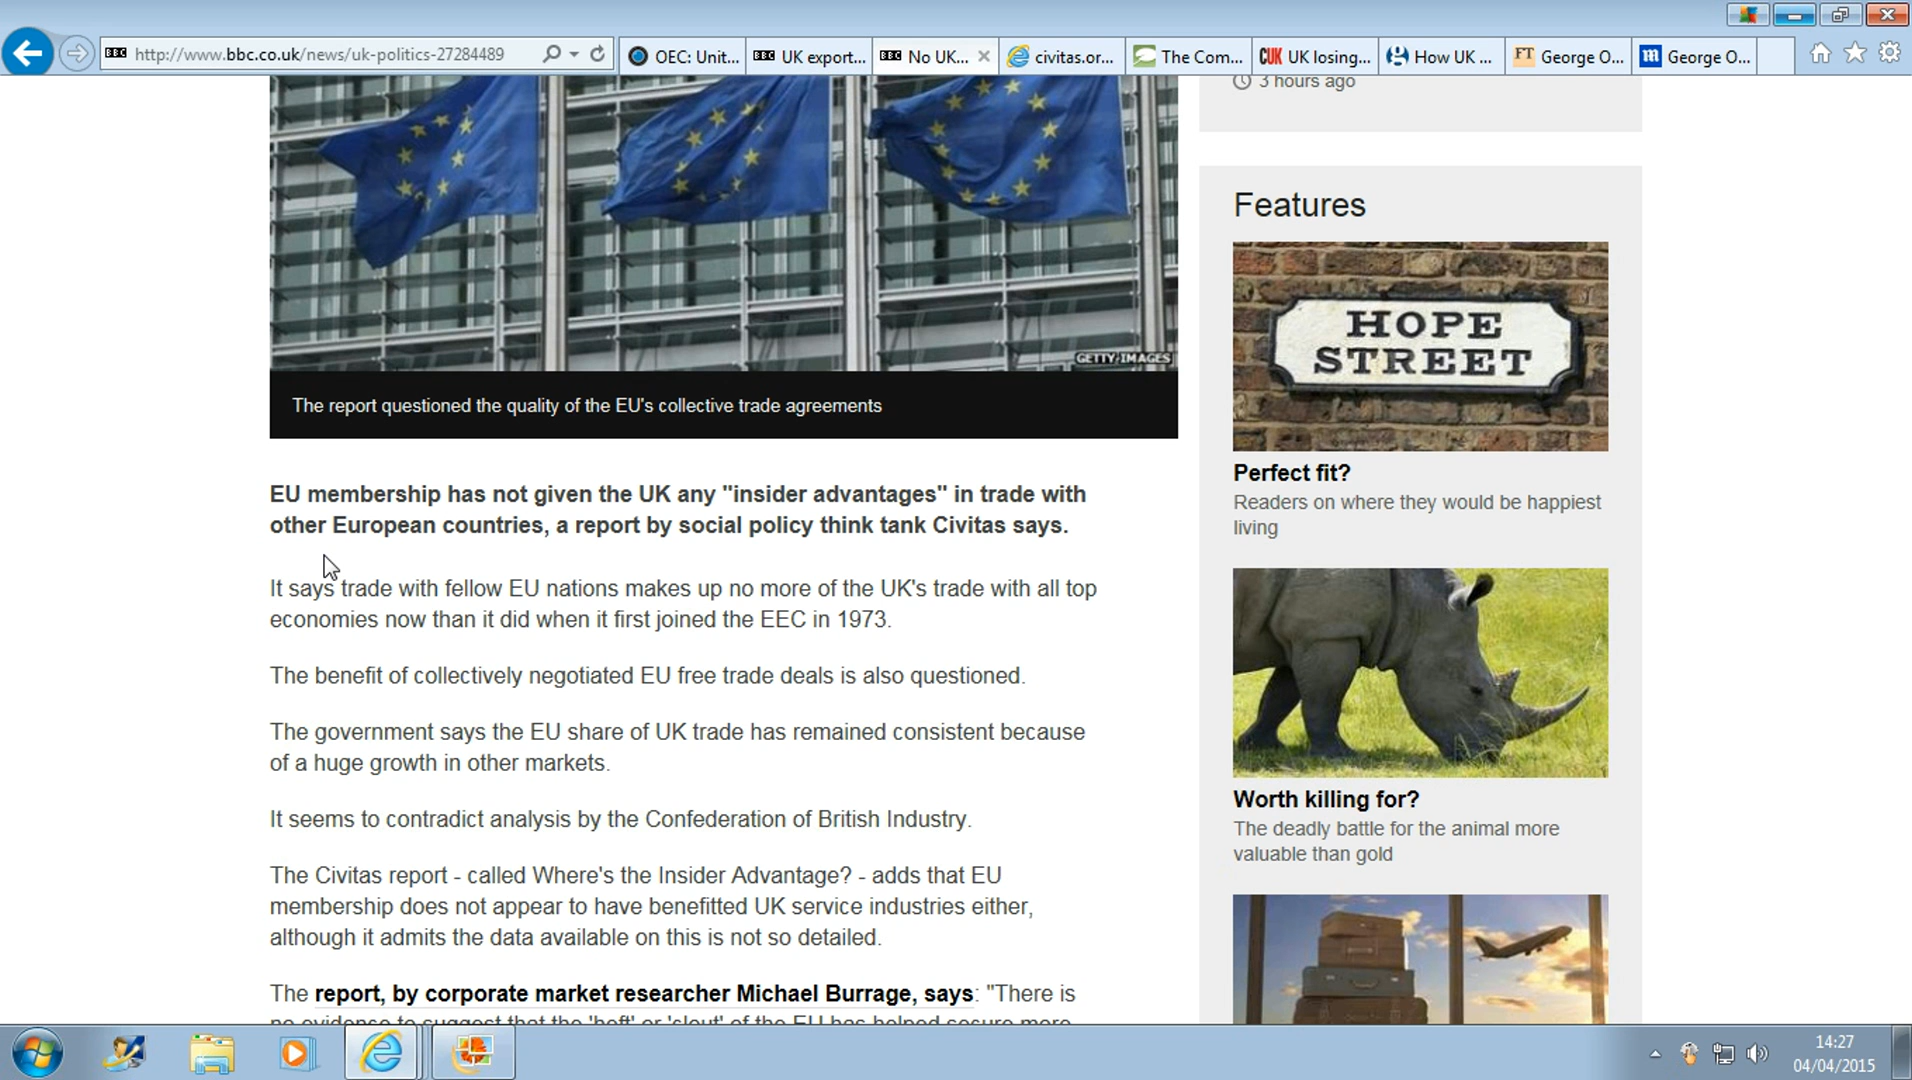 http://www.bbc.co.uk/news/uk-politics-27284489
OEC: Unit...
BBC UK export...
BBC No UK...
civitas.or...
The Com...
CUK UK losing...
How UK ...
FT George O...
m George O...
3 hours ago
GETTY IMAGES
The report questioned the quality of the EU's collective trade agreements
EU membership has not given the UK any "insider advantages" in trade with
other European countries, a report by social policy think tank Civitas says.
It says trade with fellow EU nations makes up no more of the UK's trade with all top
economies now than it did when it first joined the EEC in 1973.
The benefit of collectively negotiated EU free trade deals is also questioned.
The government says the EU share of UK trade has remained consistent because
of a huge growth in other markets.
It seems to contradict analysis by the Confederation of British Industry.
The Civitas report - called Where's the Insider Advantage? - adds that EU
membership does not appear to have benefitted UK service industries either,
although it admits the data available on this is not so detailed.
The report, by corporate market researcher Michael Burrage, says: "There is
no evidence to suggest that the 'heft' or 'clout' of the EU has helped secure more
Features
HOPE
STREET
Perfect fit?
Readers on where they would be happiest
living
Worth killing for?
The deadly battle for the animal more
valuable than gold
14:27
04/04/2015